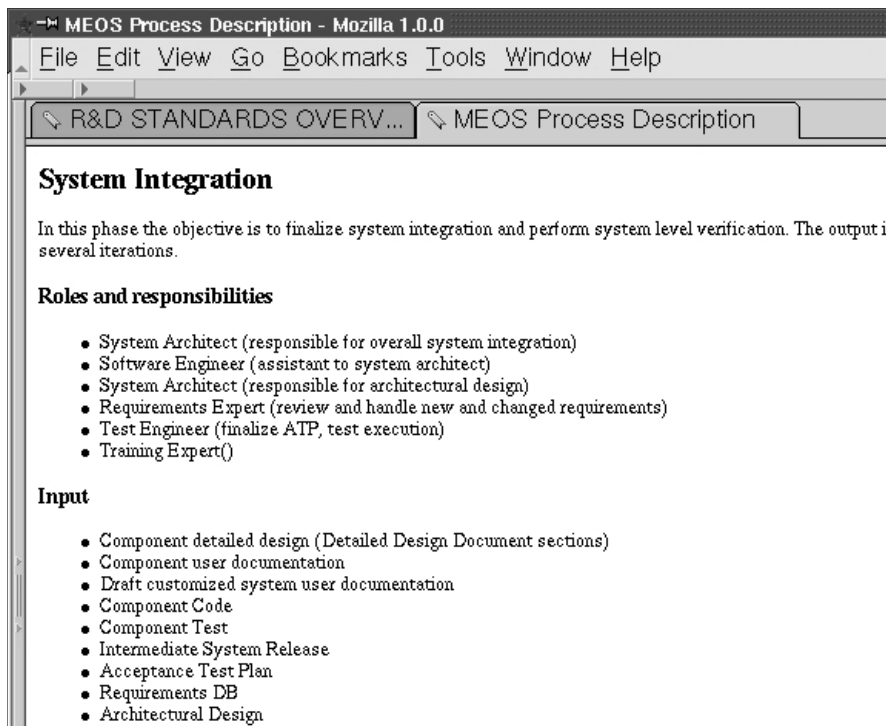 MEOS Process Description - Mozilla 1.0.0
File Edit View Go Bookmarks Tools Window Help
R&D STANDARDS OVERV... MEOS Process Description
System Integration
In this phase the objective is to finalize system integration and perform system level verification. The output
several iterations.
Roles and responsibilities
System Architect (responsible for overall system integration)
Software Engineer (assistant to system architect)
System Architect (responsible for architectural design)
Requirements Expert (review and handle new and changed requirements)
Test Engineer (finalize ATP, test execution)
Training Expert()
Input
Component detailed design (Detailed Design Document sections)
Component user documentation
Draft customized system user documentation
Component Code
Component Test
Intermediate System Release
Acceptance Test Plan
Requirements DB
Architectural Design